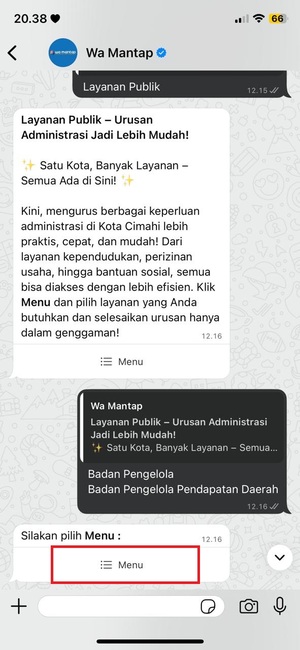 20.38
66
Wa Mantap
Layanan Publik
12.15
Layanan Publik – Urusan
Administrasi Jadi Lebih Mudah!
✨ Satu Kota, Banyak Layanan –
Semua Ada di Sini! ✨
Kini, mengurus berbagai keperluan
administrasi di Kota Cimahi lebih
praktis, cepat, dan mudah! Dari
layanan kependudukan, perizinan
usaha, hingga bantuan sosial, semua
bisa diakses dengan lebih efisien. Klik
Menu dan pilih layanan yang Anda
butuhkan dan selesaikan urusan hanya
dalam genggaman!
12.16
Menu
Wa Mantap
Layanan Publik – Urusan Administrasi
Jadi Lebih Mudah!
✨ Satu Kota, Banyak Layanan – Semua...
Badan Pengelola
Badan Pengelola Pendapatan Daerah
12.16
Silakan pilih Menu :
12.16
Menu